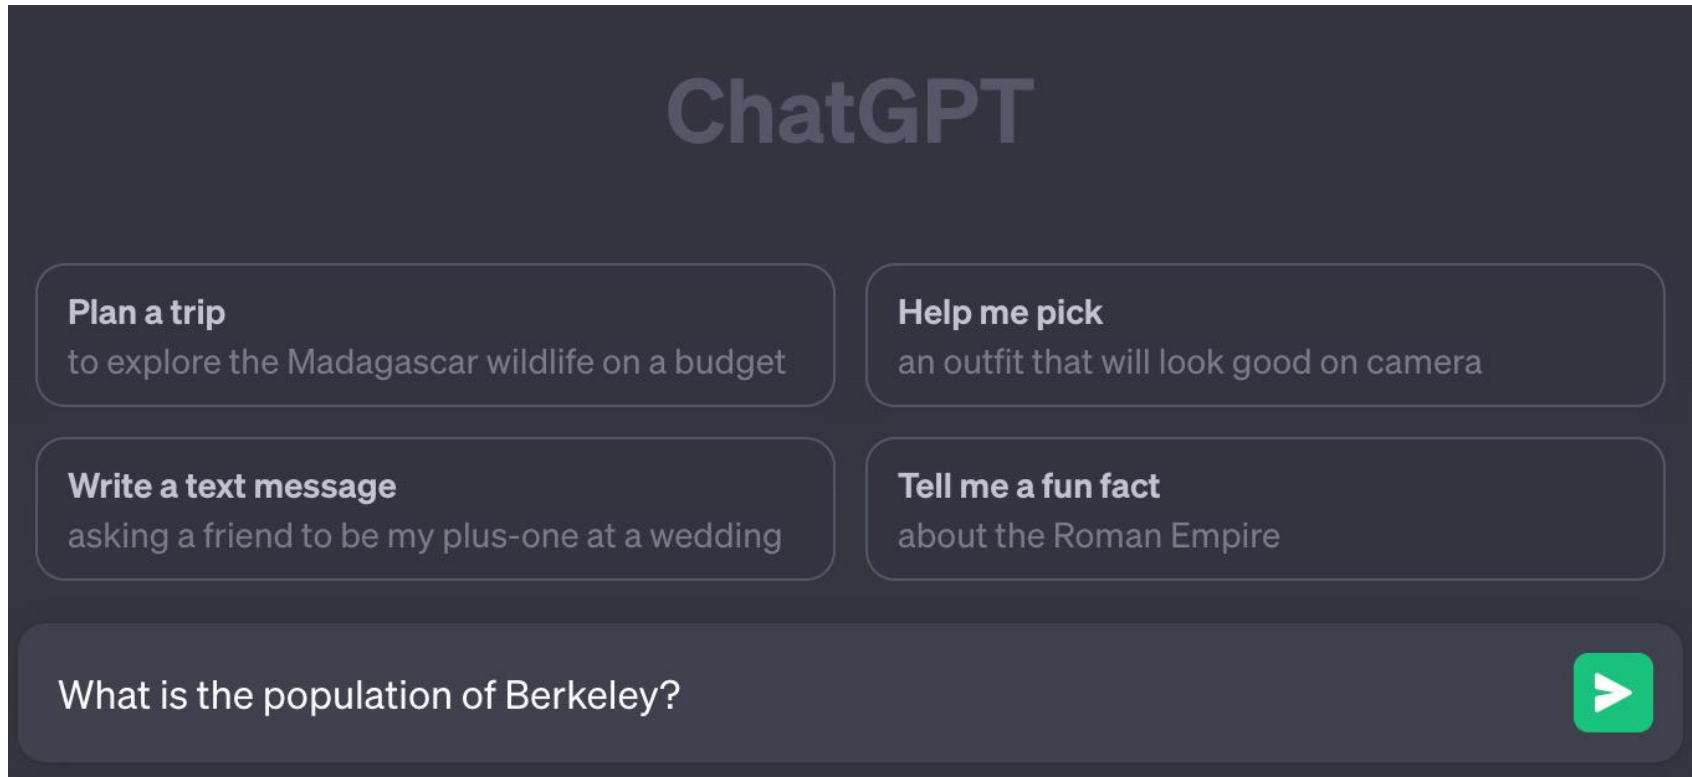 ChatGPT
Plan a trip
to explore the Madagascar wildlife on a budget
Help me pick
an outfit that will look good on camera
Write a text message
asking a friend to be my plus-one at a wedding
Tell me a fun fact
about the Roman Empire
What is the population of Berkeley?